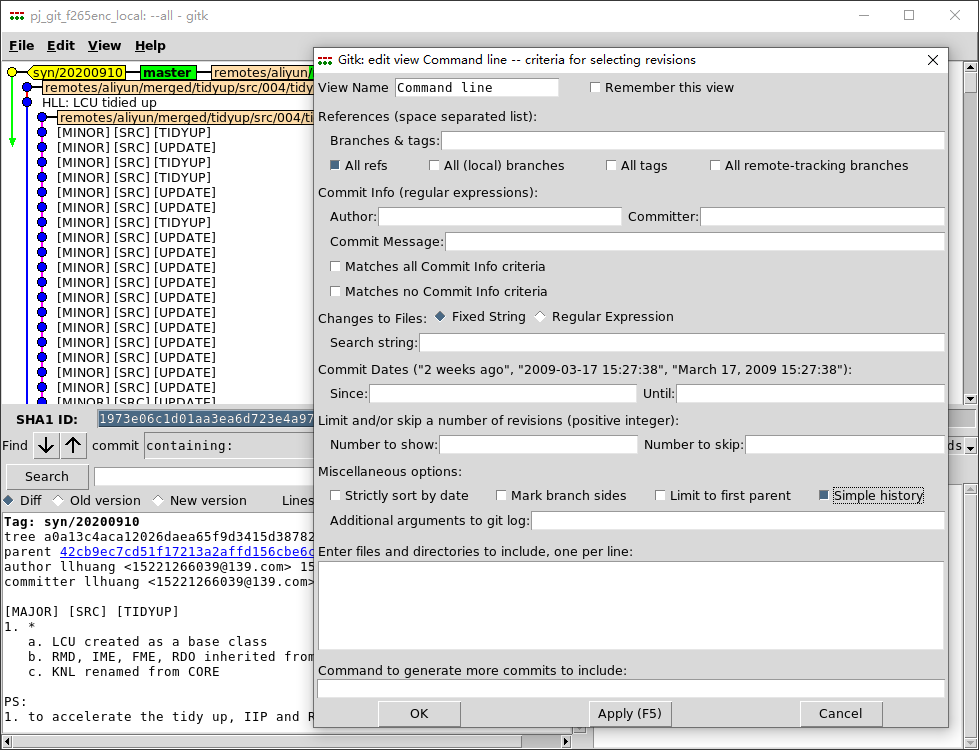 pj_git_f265enc_local: --all - gitk
File Edit View Help
syn/20200910 master remotes/aliyun/
remotes/aliyun/merged/tidyup/src/004/tidy
HLL: LCU tidied up
remotes/aliyun/merged/tidyup/src/004/ti
[MINOR] [SRC] [TIDYUP]
[MINOR] [SRC] [UPDATE]
[MINOR] [SRC] [TIDYUP]
[MINOR] [SRC] [TIDYUP]
[MINOR] [SRC] [UPDATE]
[MINOR] [SRC] [UPDATE]
[MINOR] [SRC] [TIDYUP]
[MINOR] [SRC] [UPDATE]
[MINOR] [SRC] [UPDATE]
[MINOR] [SRC] [UPDATE]
[MINOR] [SRC] [UPDATE]
[MINOR] [SRC] [UPDATE]
[MINOR] [SRC] [UPDATE]
[MINOR] [SRC] [UPDATE]
[MINOR] [SRC] [UPDATE]
[MINOR] [SRC] [UPDATE]
[MINOR] [SRC] [UPDATE]
[MINOR] [SRC] [UPDATE]
[MINOR] [SRC] [UPDATE]
SHA1 ID: 1973e06c1d01aa3ea6d723e4a97
Find commit containing:
ds
Search
Diff Old version New version Lines
Tag: syn/20200910
tree a0a13c4aca12026daea65f9d3415d38782
parent 42cb9ec7cd51f17213a2affd156cbe6c
author llhuang <15221266039@139.com> 15
committer llhuang <15221266039@139.com>
[MAJOR] [SRC] [TIDYUP]
1. *
a. LCU created as a base class
b. RMD, IME, FME, RDO inherited from
c. KNL renamed from CORE
PS:
1. to accelerate the tidy up, IIP and R
Gitk: edit view Command line -- criteria for selecting revisions
View Name Command line Remember this view
References (space separated list):
Branches & tags:
All refs All (local) branches All tags All remote-tracking branches
Commit Info (regular expressions):
Author: Committer:
Commit Message:
Matches all Commit Info criteria
Matches no Commit Info criteria
Changes to Files: Fixed String Regular Expression
Search string:
Commit Dates ("2 weeks ago", "2009-03-17 15:27:38", "March 17, 2009 15:27:38"):
Since: Until:
Limit and/or skip a number of revisions (positive integer):
Number to show: Number to skip:
Miscellaneous options:
Strictly sort by date Mark branch sides Limit to first parent Simple history
Additional arguments to git log:
Enter files and directories to include, one per line:
Command to generate more commits to include:
OK Apply (F5) Cancel